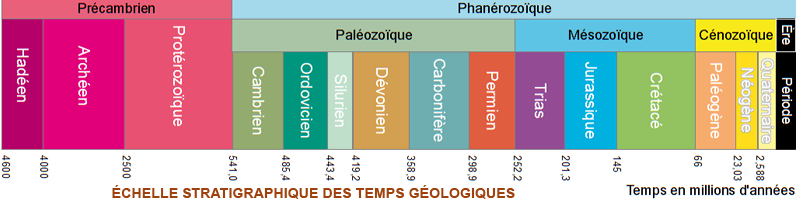 Précambrien
Phanérozoïque
Paléozoïque
Mésozoïque
Cénozoïque
Ère
Hadéen
Archéen
Protérozoïque
Cambrien
Ordovicien
Silurien
Dévonien
Carbonifère
Permien
Trias
Jurassique
Crétacé
Paléogène
Néogène
Quaternaire
Période
4600
4000
2500
541,0
485,4
443,4
419,2
358,9
298,9
252,2
201,3
145
66
23,03
2,588
ÉCHELLE STRATIGRAPHIQUE DES TEMPS GÉOLOGIQUES
Temps en millions d'années